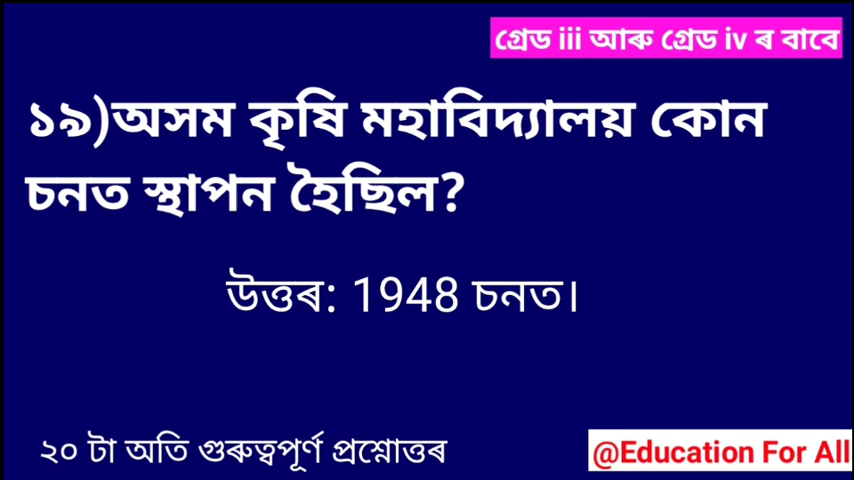 গ্ৰেড iii আৰু গ্ৰেড iv ৰ বাবে
১৯)অসম কৃষি মহাবিদ্যালয় কোন
চনত স্থাপন হৈছিল?
উত্তৰ: 1948 চনত।
২০ টা অতি গুৰুত্বপূৰ্ণ প্ৰশ্নোত্তৰ
@Education For All